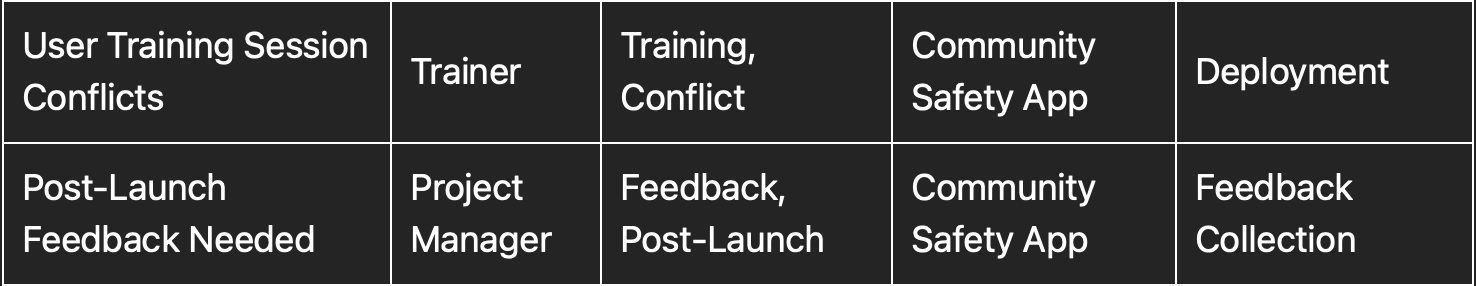 User Training Session
Conflicts
Trainer
Training,
Conflict
Community
Safety App
Deployment
Post-Launch
Feedback Needed
Project
Manager
Feedback,
Post-Launch
Community
Safety App
Feedback
Collection